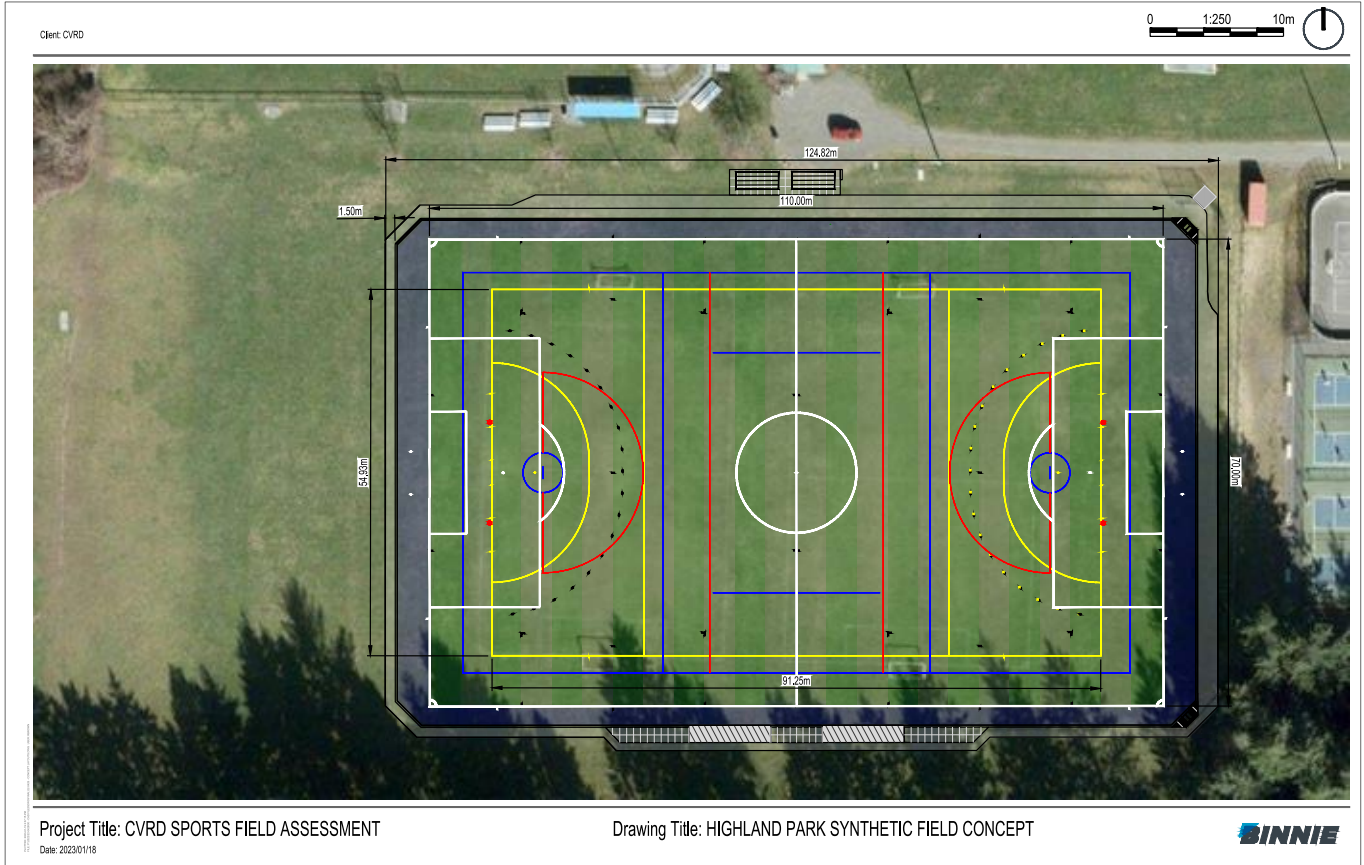 Client: CVRD
0 1:250 10m
124.82m
110.00m
1.50m
54.93m
70.00m
91.25m
Project Title: CVRD SPORTS FIELD ASSESSMENT
Drawing Title: HIGHLAND PARK SYNTHETIC FIELD CONCEPT
BINNIE
Date: 2023/01/18